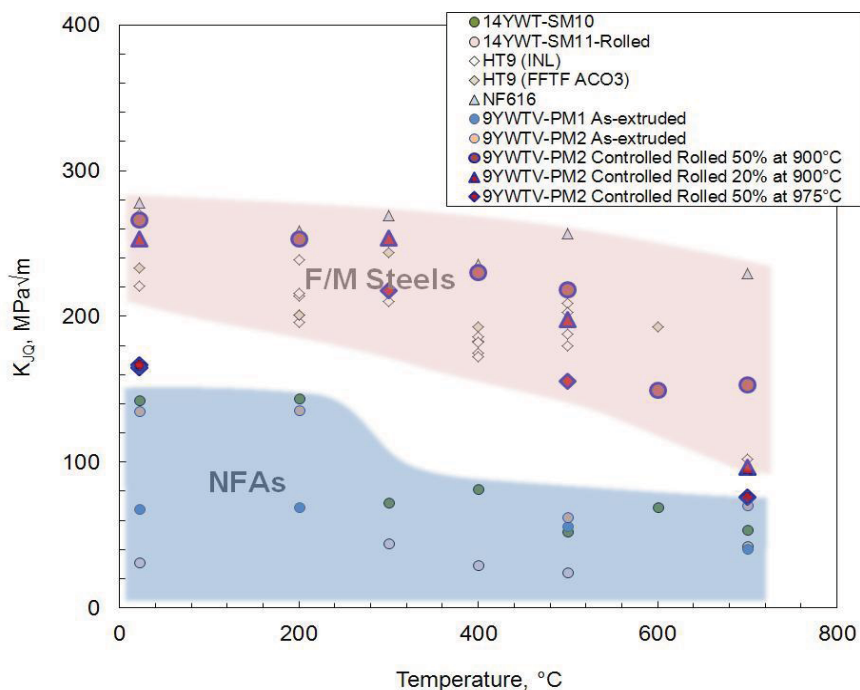 400
300
200
100
0
K_JQ, MPa√m
14YWT-SM10
14YWT-SM11-Rolled
HT9 (INL)
HT9 (FFTF ACO3)
NF616
9YWTV-PM1 As-extruded
9YWTV-PM2 As-extruded
9YWTV-PM2 Controlled Rolled 50% at 900°C
9YWTV-PM2 Controlled Rolled 20% at 900°C
9YWTV-PM2 Controlled Rolled 50% at 975°C
F/M Steels
NFAs
0 200 400 600 800
Temperature, °C